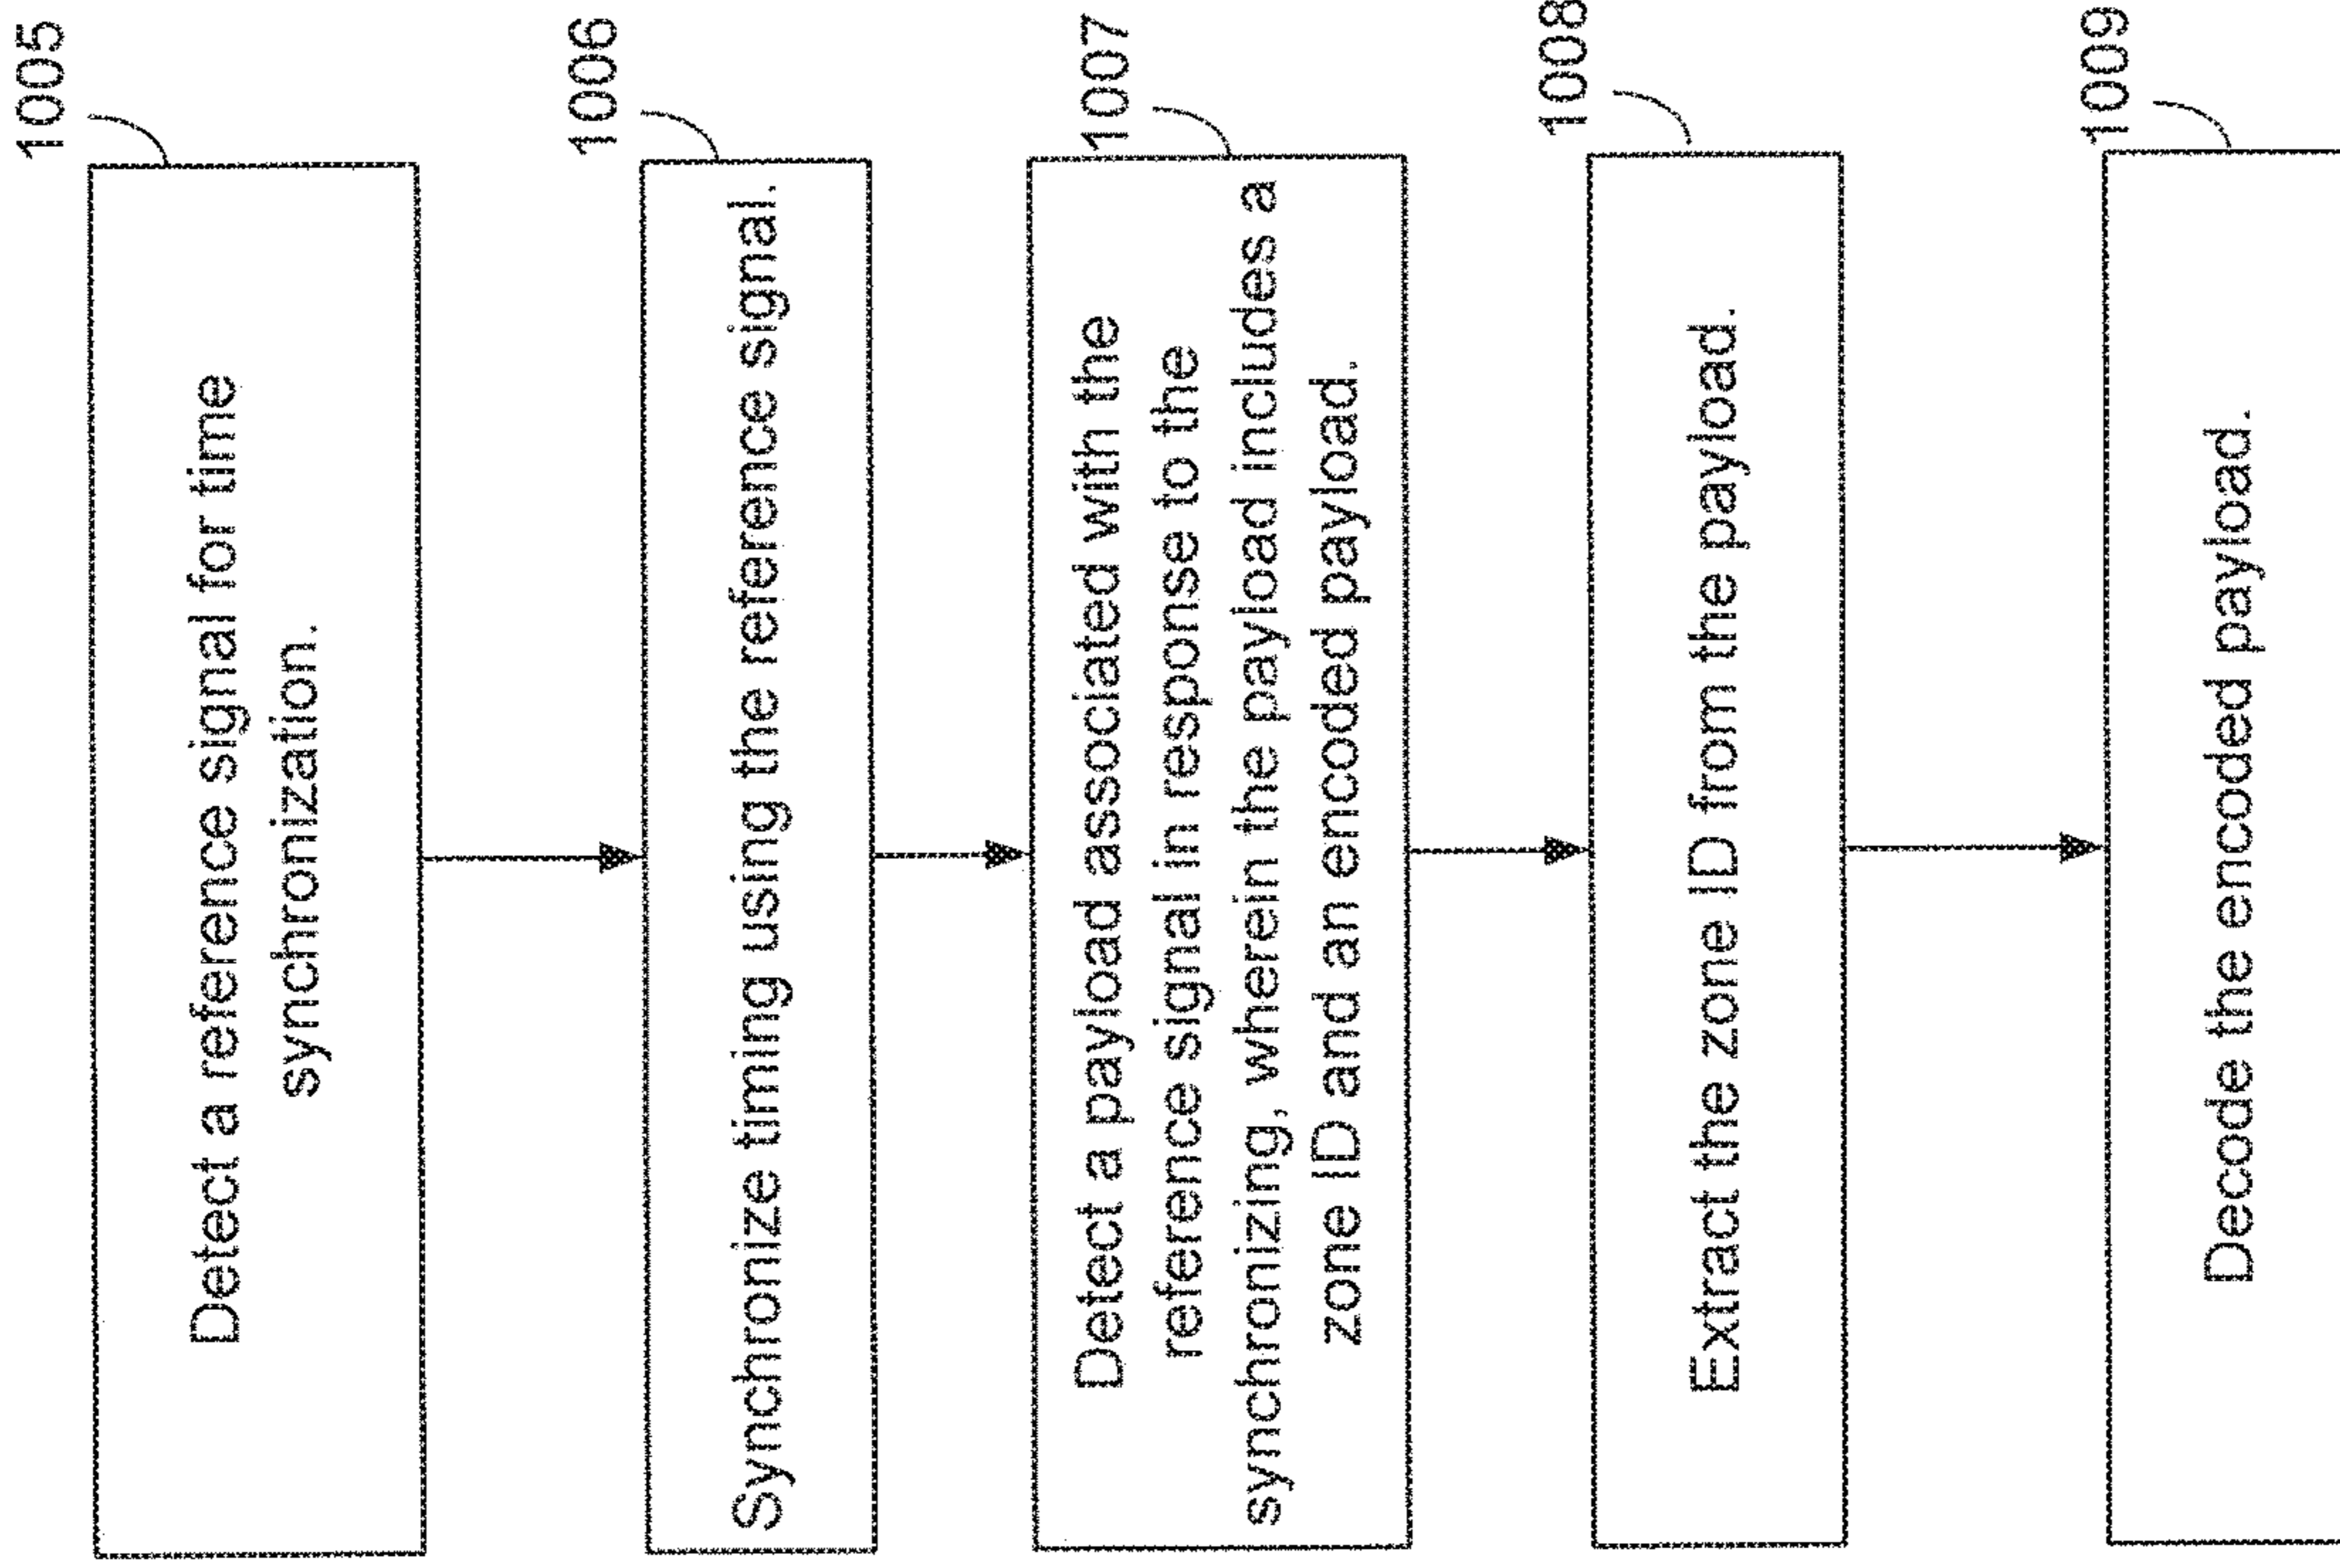 1005
Detect a reference signal for time
synchronization.
1006
Synchronize timing using the reference signal.
1007
Detect a payload associated with the
reference signal in response to the
synchronizing, wherein the payload includes a
zone ID and an encoded payload.
1008
Extract the zone ID from the payload.
1009
Decode the encoded payload.